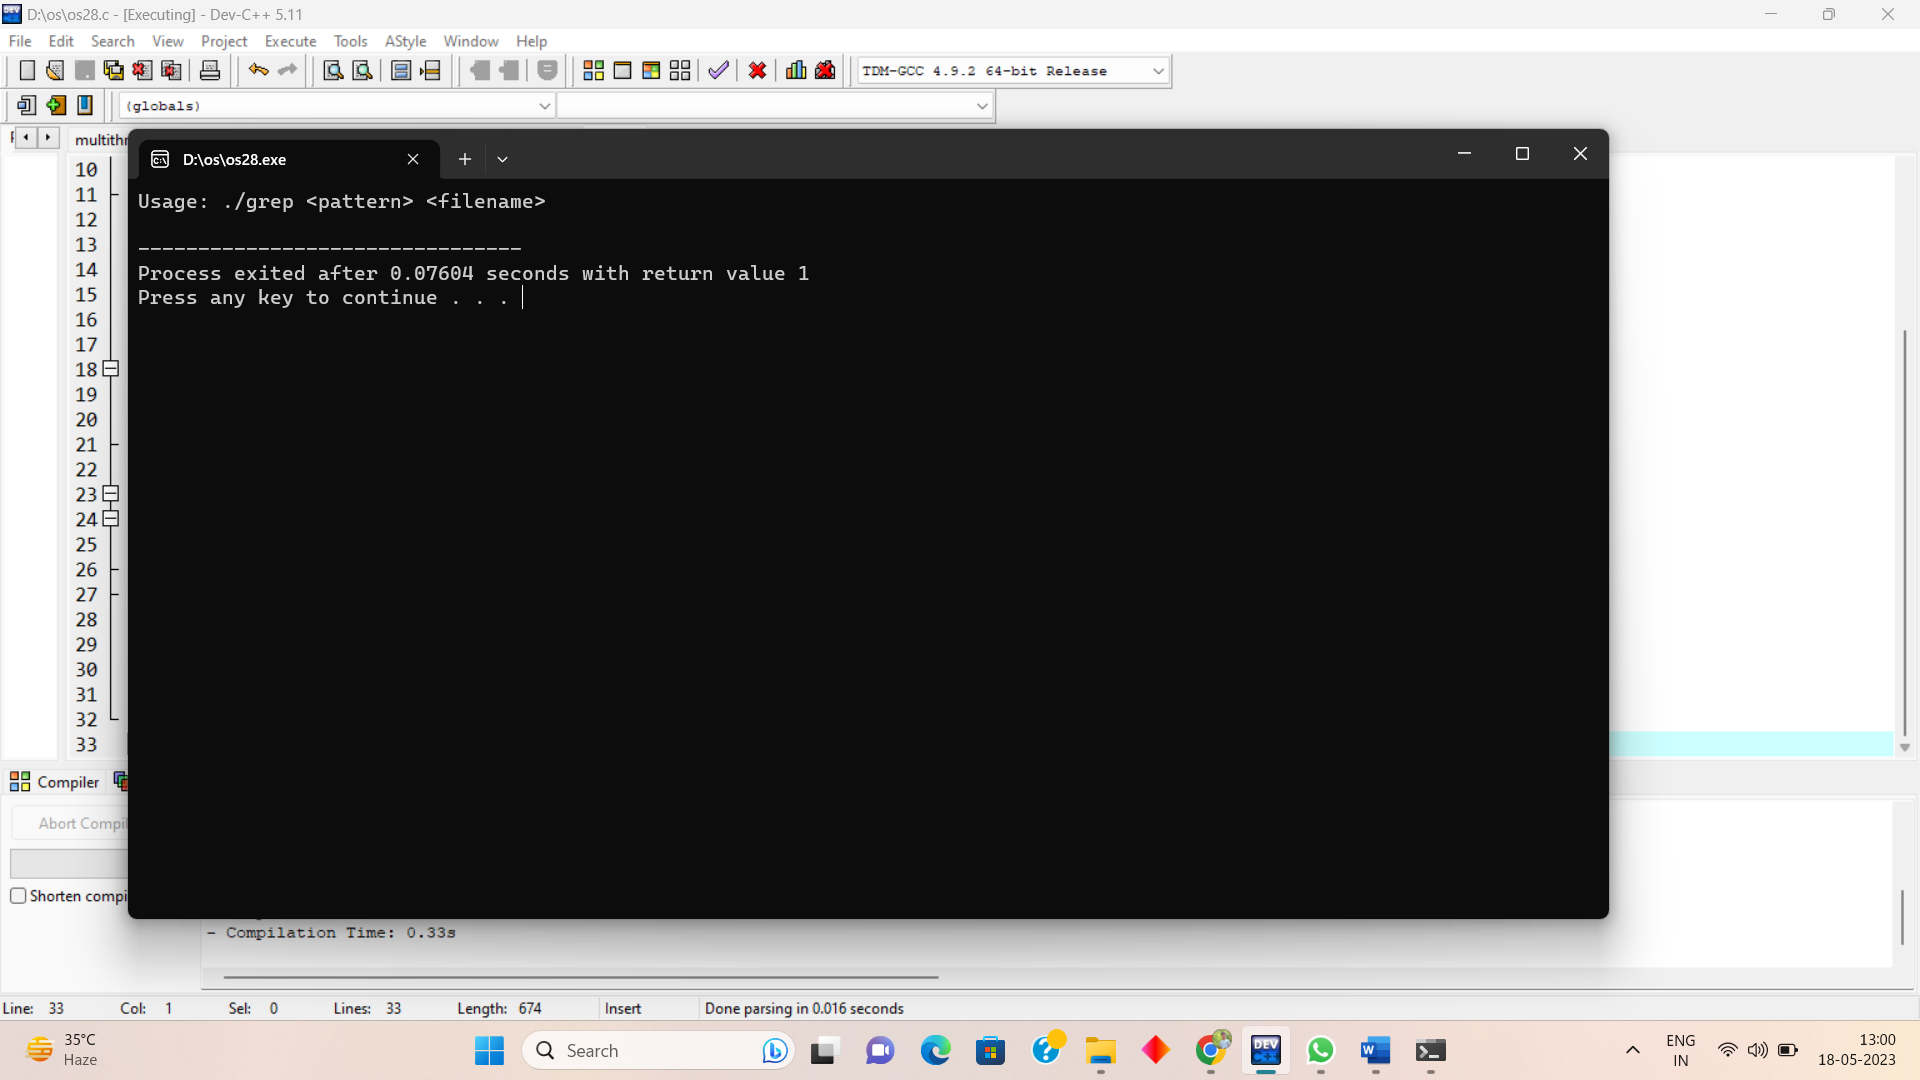 D:\os\os28.c - [Executing] - Dev-C++ 5.11
File Edit Search View Project Execute Tools AStyle Window Help
TDM-GCC 4.9.2 64-bit Release
(globals)
multithr
D:\os\os28.exe
Usage: ./grep <pattern> <filename>
--------------------------------
Process exited after 0.07604 seconds with return value 1
Press any key to continue . . .
10
11
12
13
14
15
16
17
18
19
20
21
22
23
24
25
26
27
28
29
30
31
32
33
Compiler
Abort Compil
Shorten compi
- Compilation Time: 0.33s
Line: 33 Col: 1 Sel: 0 Lines: 33 Length: 674 Insert Done parsing in 0.016 seconds
35°C
Haze
Search
ENG
IN
13:00
18-05-2023